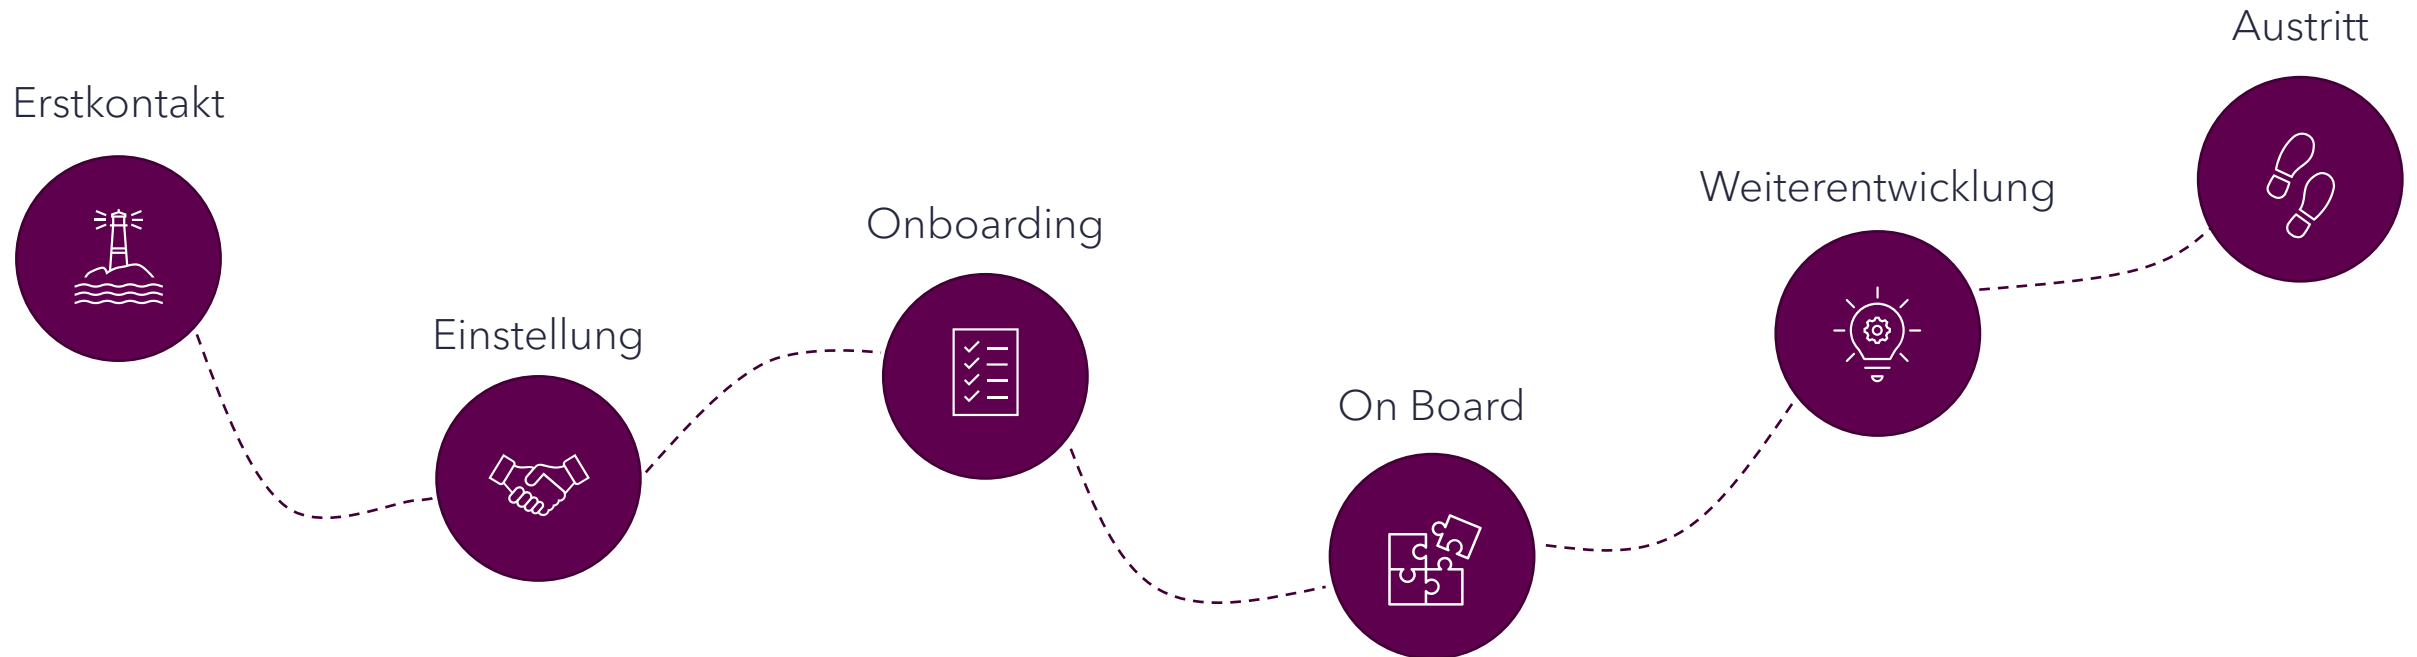 Erstkontakt
Einstellung
Onboarding
On Board
Weiterentwicklung
Austritt